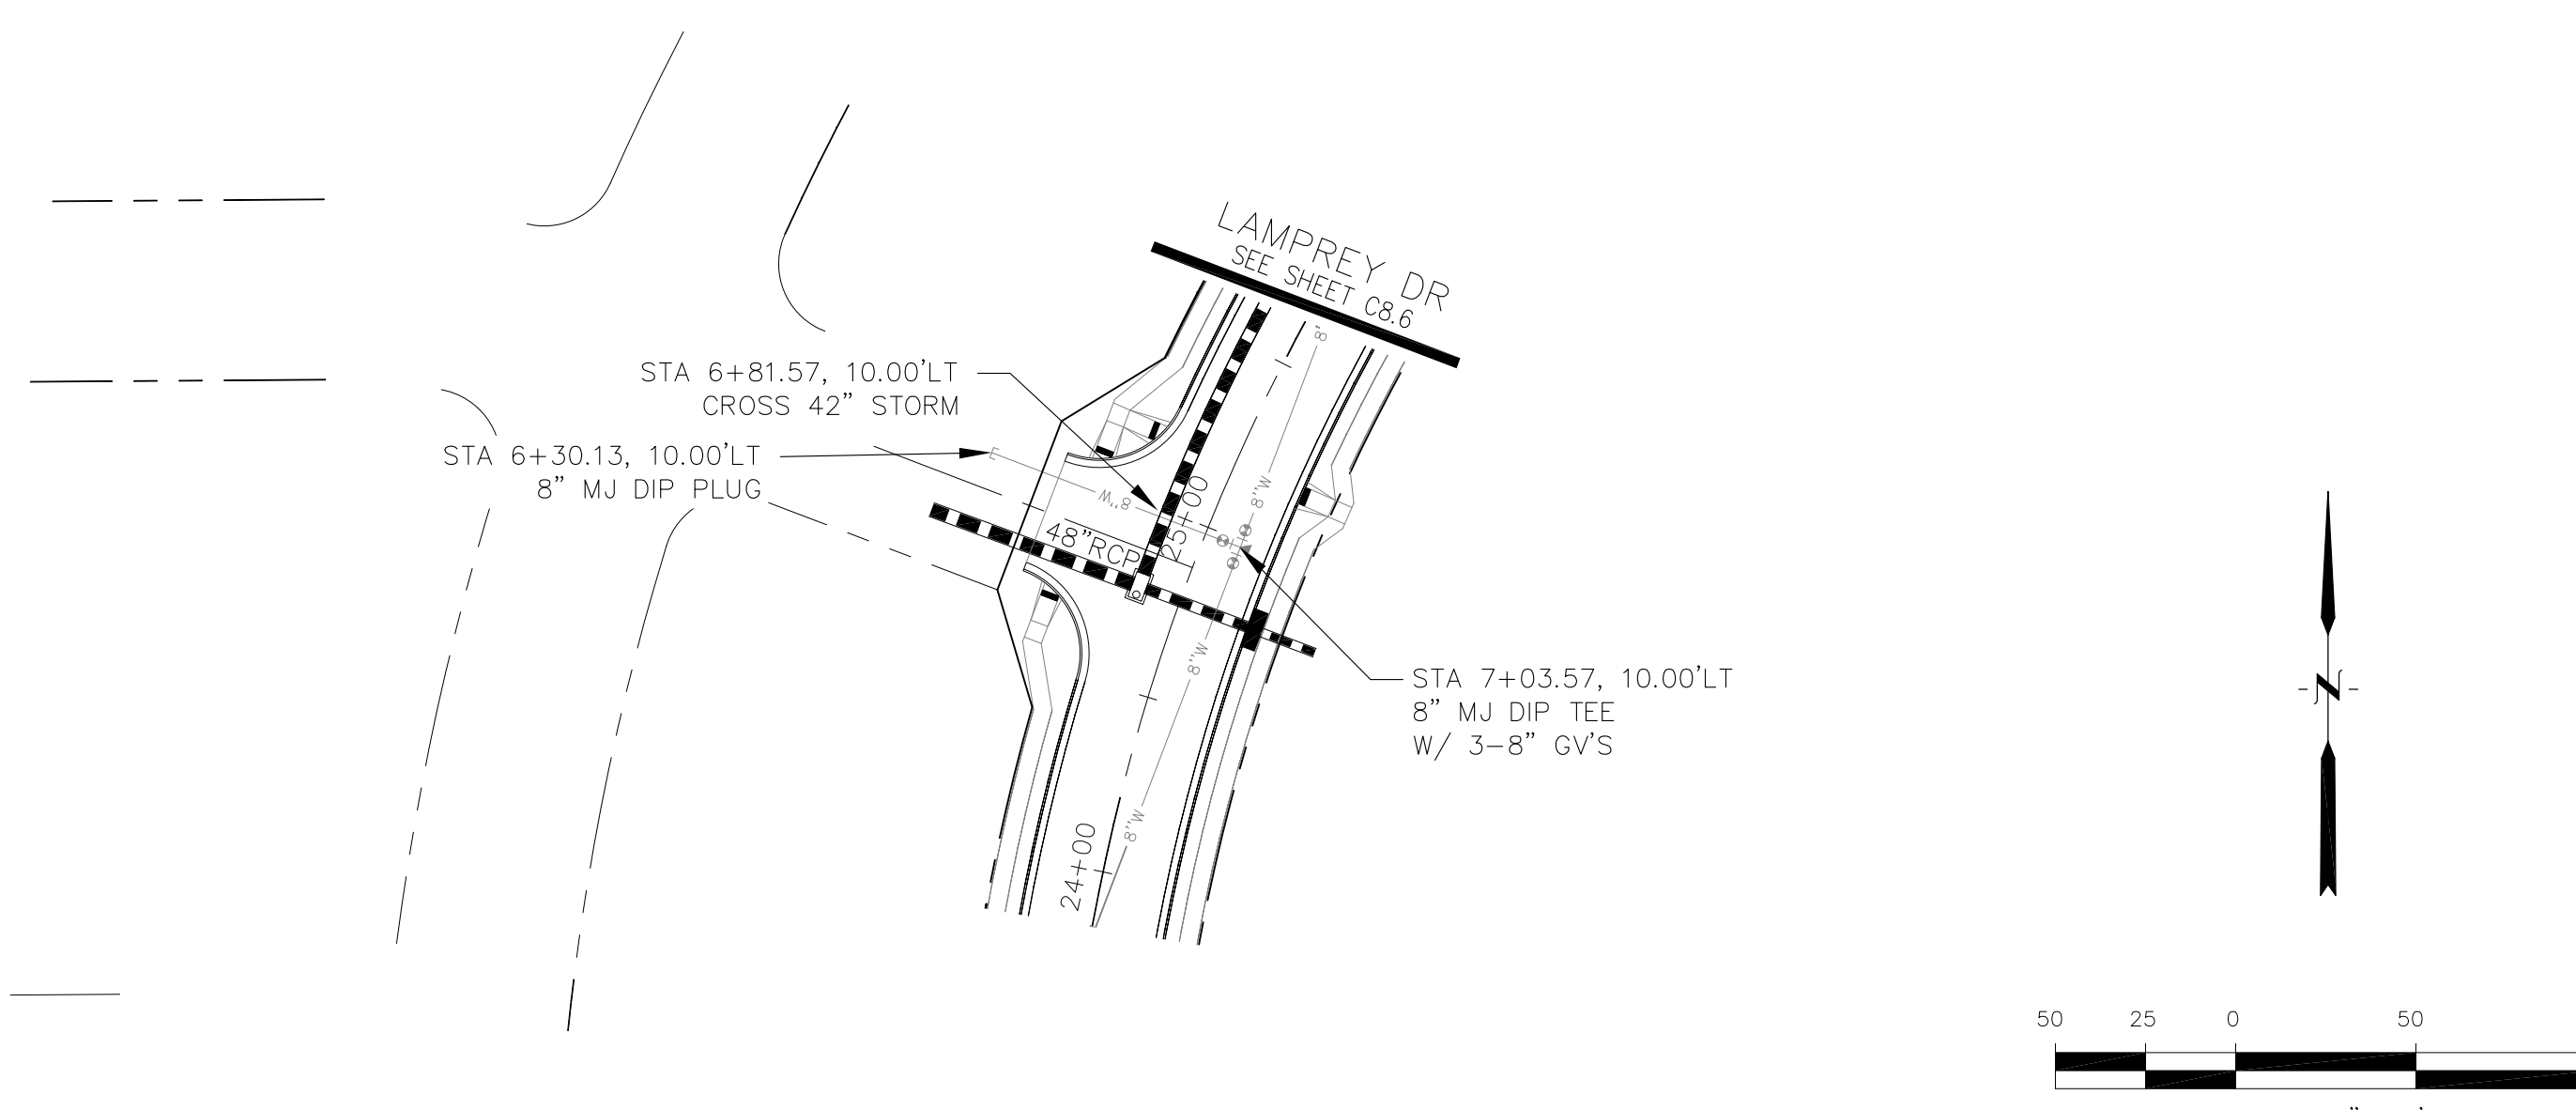 LAMPREY DR
SEE SHEET C8.6
8"
STA 6+81.57, 10.00'LT
CROSS 42" STORM
STA 6+30.13, 10.00'LT
8" MJ DIP PLUG
E
8"W
8"W
25+00
48"RCP
8"W
STA 7+03.57, 10.00'LT
8" MJ DIP TEE
W/ 3-8" GV'S
N
8"W
24+00
50 25 0 50